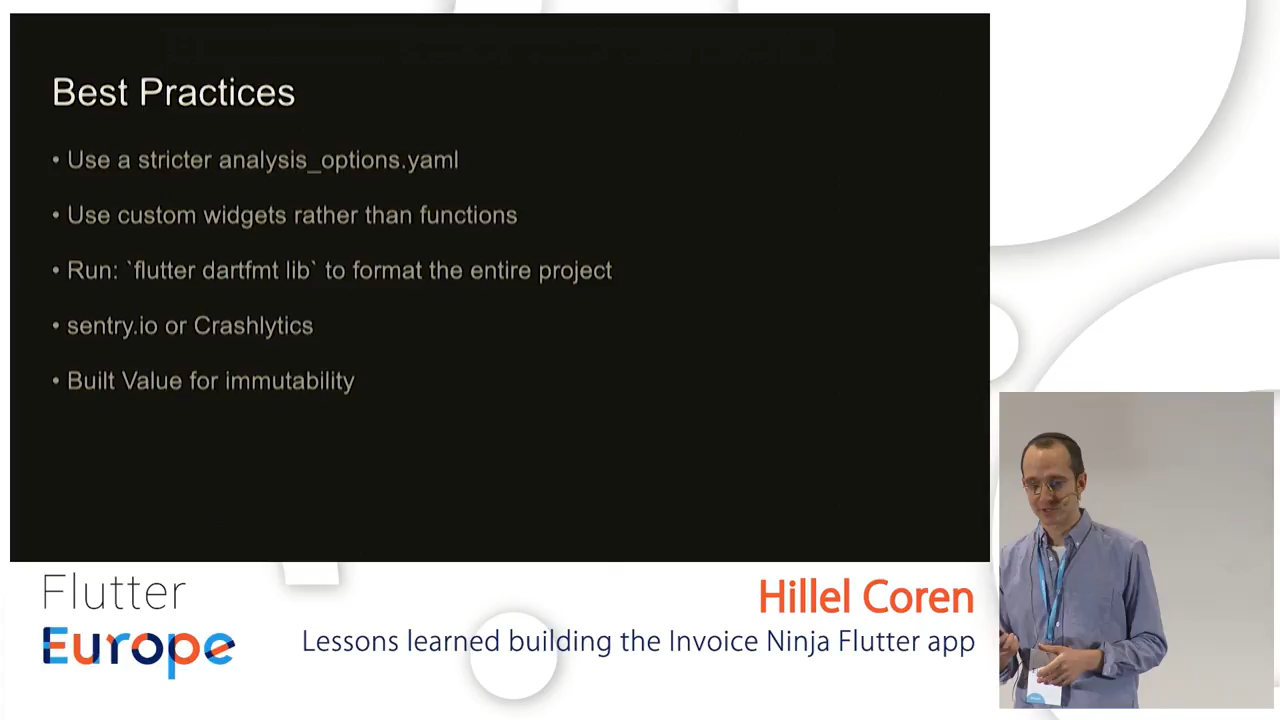 Best Practices
• Use a stricter analysis_options.yaml
• Use custom widgets rather than functions
• Run: `flutter dartfmt lib` to format the entire project
• sentry.io or Crashlytics
• Built Value for immutability
Flutter
Europe
Hillel Coren
Lessons learned building the Invoice Ninja Flutter app